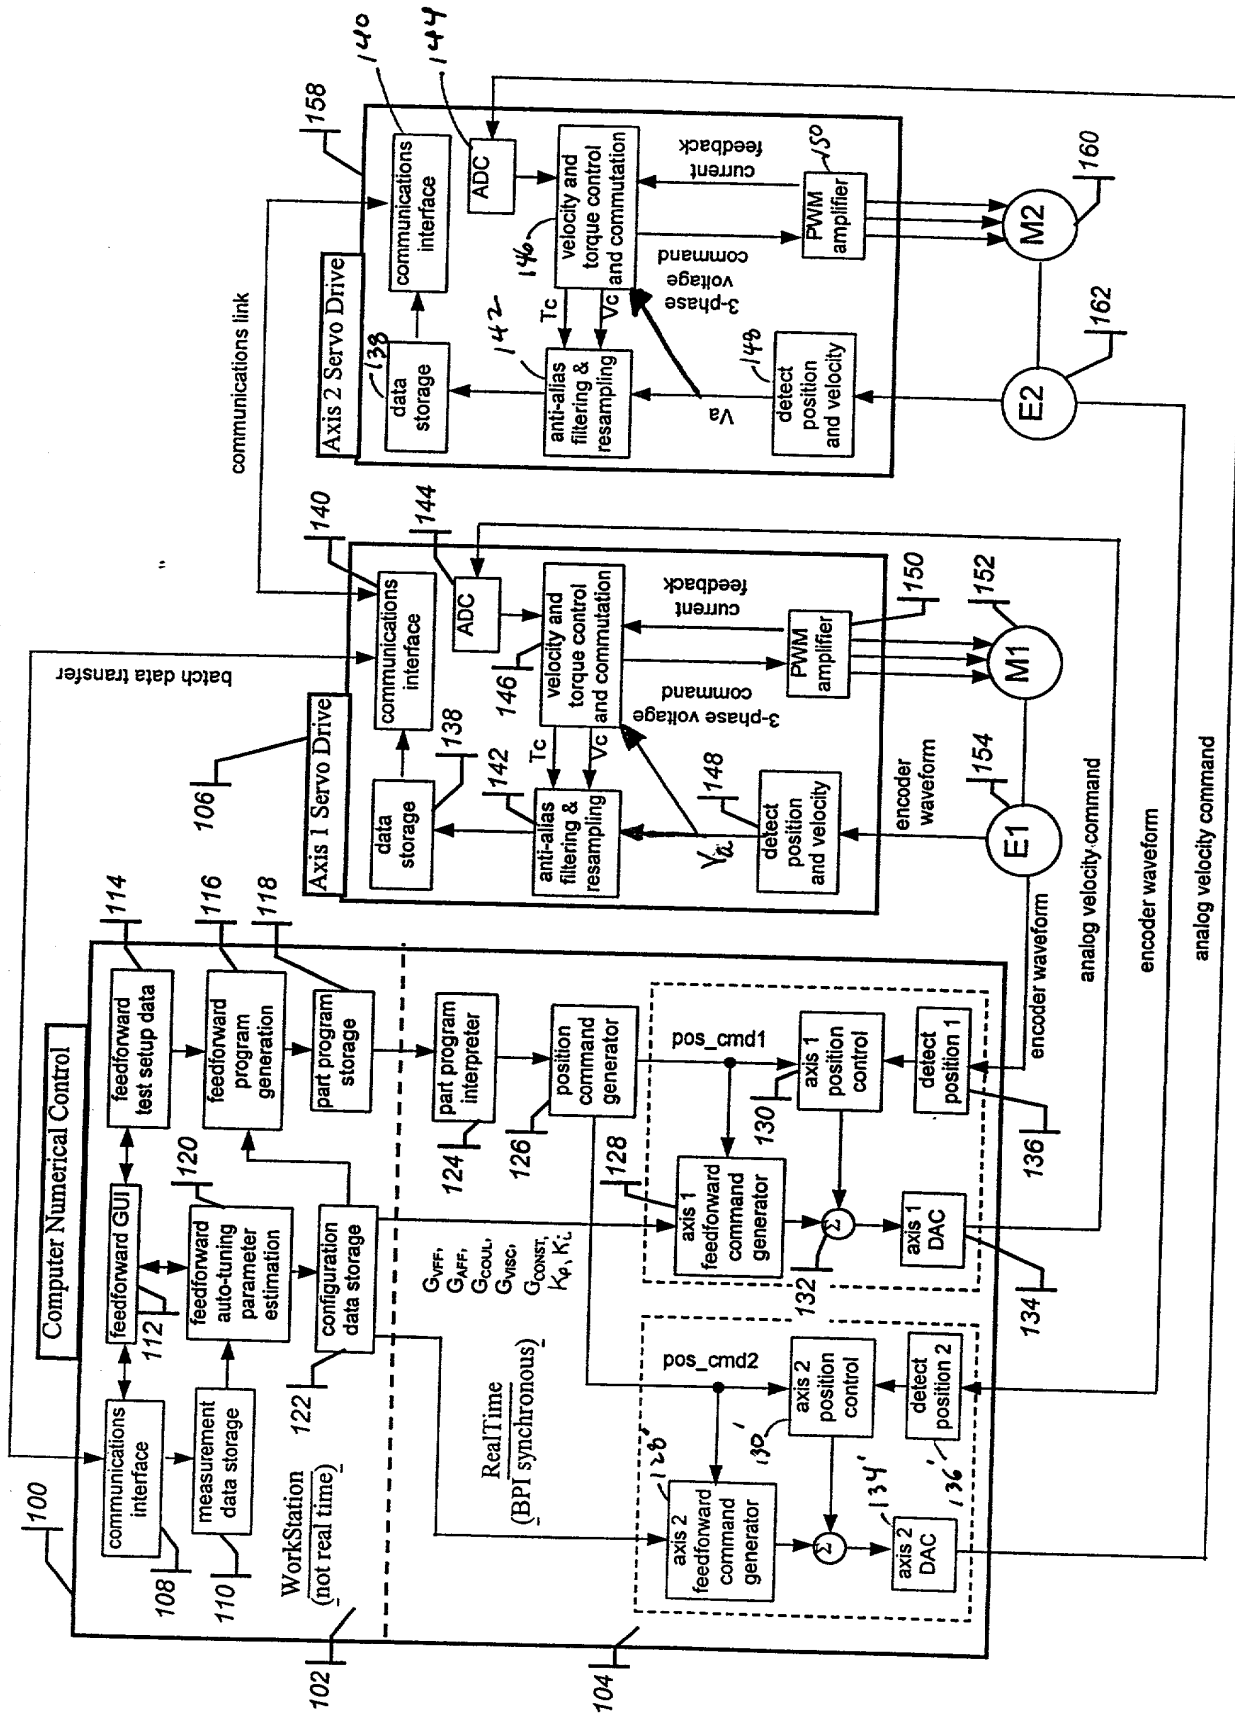 100
Computer Numerical Control
communications
interface
108
measurement
data storage
110
feedforward GUI
112
feedforward
auto-tuning
parameter
estimation
120
configuration
data storage
122
feedforward
test setup data
114
feedforward
program
generation
116
part program
storage
118
WorkStation
(not real time)
102
RealTime
(BPI synchronous)
104
GVFF,
GAFF,
GCOUL,
GVISC,
GCONST,
Kp, Ki
part program
interpreter
124
position
command
generator
126
pos_cmd1
pos_cmd2
axis 1
feedforward
command
generator
128
axis 1
position
control
130
Σ
132
axis 1
DAC
134
detect
position 1
136
axis 2
feedforward
command
generator
128'
axis 2
position
control
130'
Σ
axis 2
DAC
134'
detect
position 2
136'
batch data transfer
communications link
106
Axis 1 Servo Drive
data
storage
138
communications
interface
140
ADC
144
anti-alias
filtering &
resampling
142
Tc
Vc
velocity and
torque control
and commutation
146
Va
3-phase voltage
command
current
feedback
detect
position
and velocity
148
PWM
amplifier
150
encoder
waveform
E1
154
M1
152
encoder waveform
analog velocity command
encoder waveform
analog velocity command
158
Axis 2 Servo Drive
data
storage
138
communications
interface
140
ADC
144
anti-alias
filtering &
resampling
142
Tc
Vc
velocity and
torque control
and commutation
146
Va
3-phase
voltage
command
current
feedback
detect
position
and velocity
148
PWM
amplifier
150
E2
162
M2
160